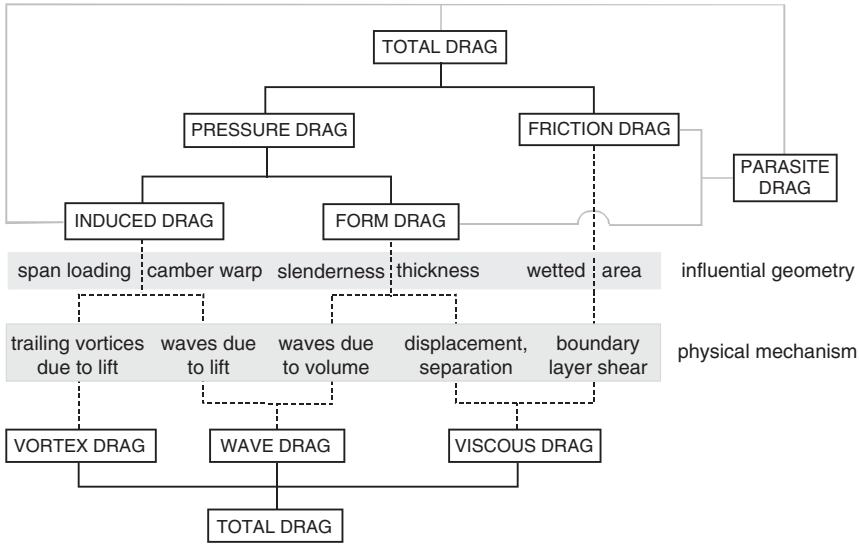 TOTAL DRAG
PRESSURE DRAG
FRICTION DRAG
PARASITE
DRAG
INDUCED DRAG
FORM DRAG
span loading camber warp slenderness thickness wetted area influential geometry
trailing vortices
due to lift
waves due
to lift
waves due
to volume
displacement,
separation
boundary
layer shear
physical mechanism
VORTEX DRAG
WAVE DRAG
VISCOUS DRAG
TOTAL DRAG